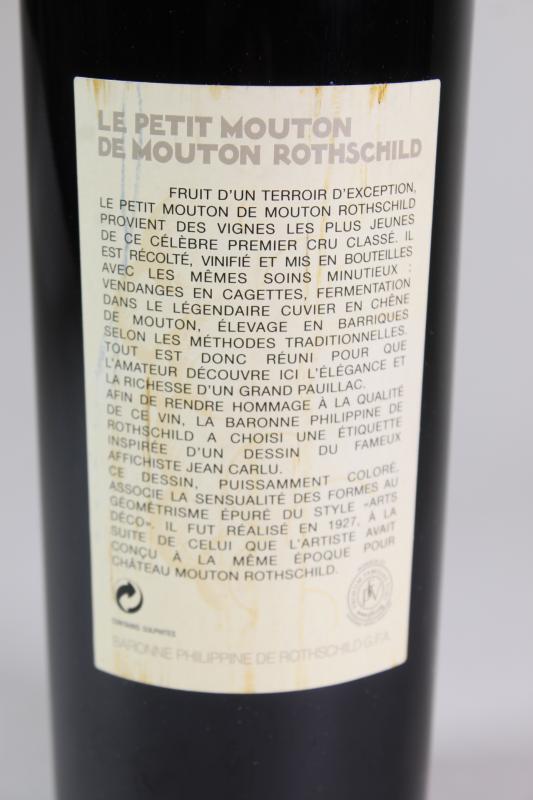 LE PETIT MOUTON
DE MOUTON ROTHSCHILD
FRUIT D'UN TERROIR D'EXCEPTION,
LE PETIT MOUTON DE MOUTON ROTHSCHILD
PROVIENT DES VIGNES LES PLUS JEUNES
DE CE CÉLÈBRE PREMIER CRU CLASSÉ. IL
EST RÉCOLTÉ, VINIFIÉ ET MIS EN BOUTEILLES
AVEC LES MÊMES SOINS MINUTIEUX :
VENDANGES EN CAGETTES, FERMENTATION
DANS LE LÉGENDAIRE CUVIER EN CHÊNE
DE MOUTON, ÉLEVAGE EN BARRIQUES
SELON LES MÉTHODES TRADITIONNELLES.
TOUT EST DONC RÉUNI POUR QUE
L'AMATEUR DÉCOUVRE ICI L'ÉLÉGANCE ET
LA RICHESSE D'UN GRAND PAUILLAC.
AFIN DE RENDRE HOMMAGE À LA QUALITÉ
DE CE VIN, LA BARONNE PHILIPPINE DE
ROTHSCHILD A CHOISI UNE ÉTIQUETTE
INSPIRÉE D'UN DESSIN DU FAMEUX
AFFICHISTE JEAN CARLU.
CE DESSIN, PUISSAMMENT COLORÉ,
ASSOCIE LA SENSUALITÉ DES FORMES AU
GÉOMÉTRISME ÉPURÉ DU STYLE «ARTS
DÉCO». IL FUT RÉALISÉ EN 1927, À LA
SUITE DE CELUI QUE L'ARTISTE AVAIT
CONÇU À LA MÊME ÉPOQUE POUR
CHÂTEAU MOUTON ROTHSCHILD.
CONTAINS SULPHITES
BARONNE PHILIPPINE DE ROTHSCHILD G.F.A.